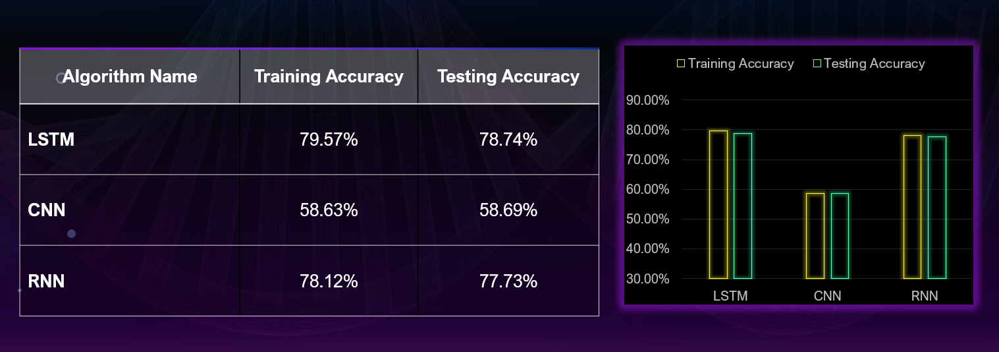 Algorithm Name Training Accuracy Testing Accuracy
LSTM 79.57% 78.74%
CNN 58.63% 58.69%
RNN 78.12% 77.73%
Training Accuracy Testing Accuracy
90.00%
80.00%
70.00%
60.00%
50.00%
40.00%
30.00%
LSTM CNN RNN